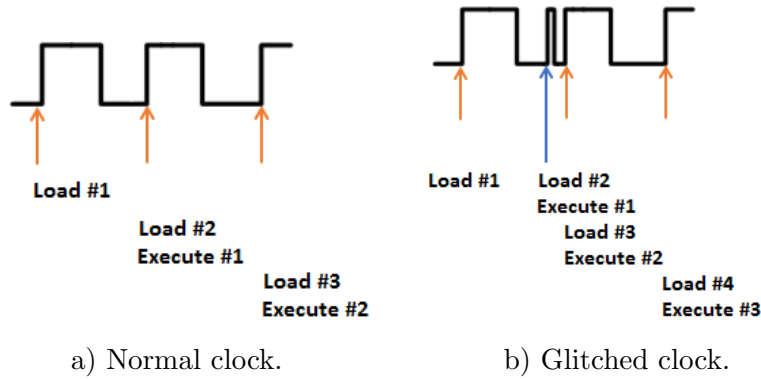 Load #1
Load #2
Execute #1
Load #3
Execute #2
a) Normal clock.
Load #1
Load #2
Execute #1
Load #3
Execute #2
Load #4
Execute #3
b) Glitched clock.